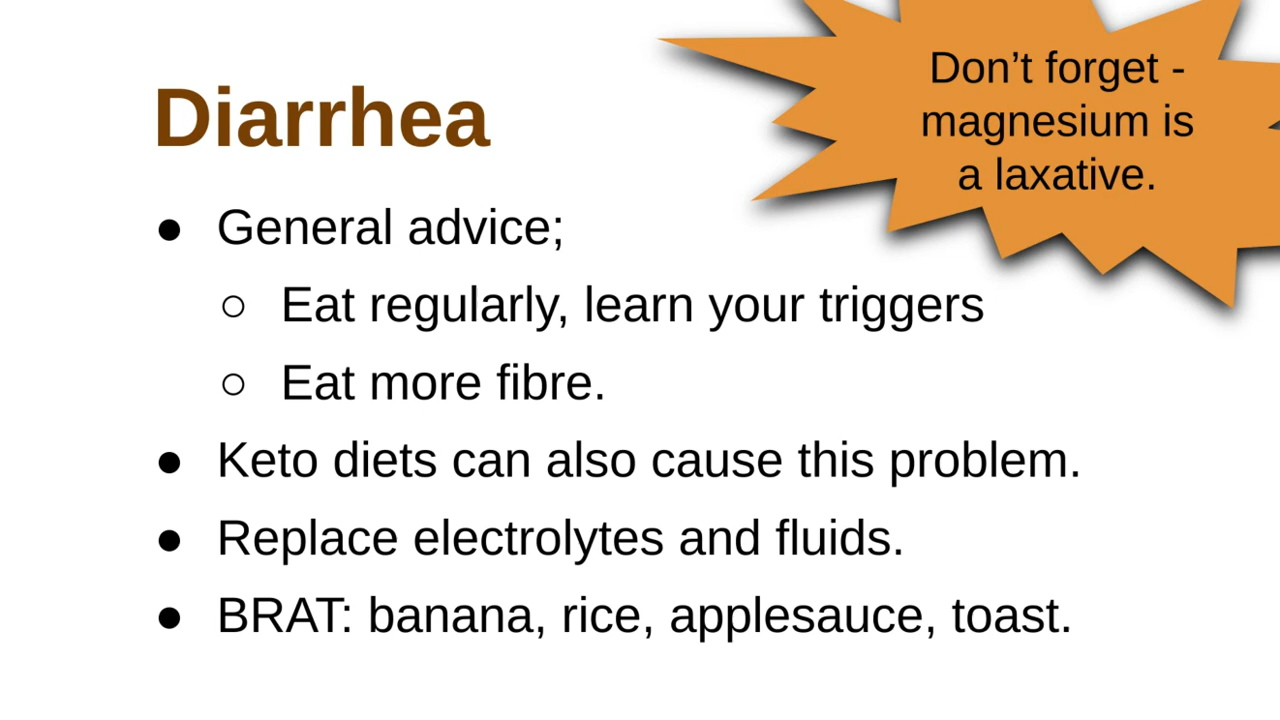 Don’t forget -
magnesium is
a laxative.
Diarrhea
● General advice;
○ Eat regularly, learn your triggers
○ Eat more fibre.
● Keto diets can also cause this problem.
● Replace electrolytes and fluids.
● BRAT: banana, rice, applesauce, toast.